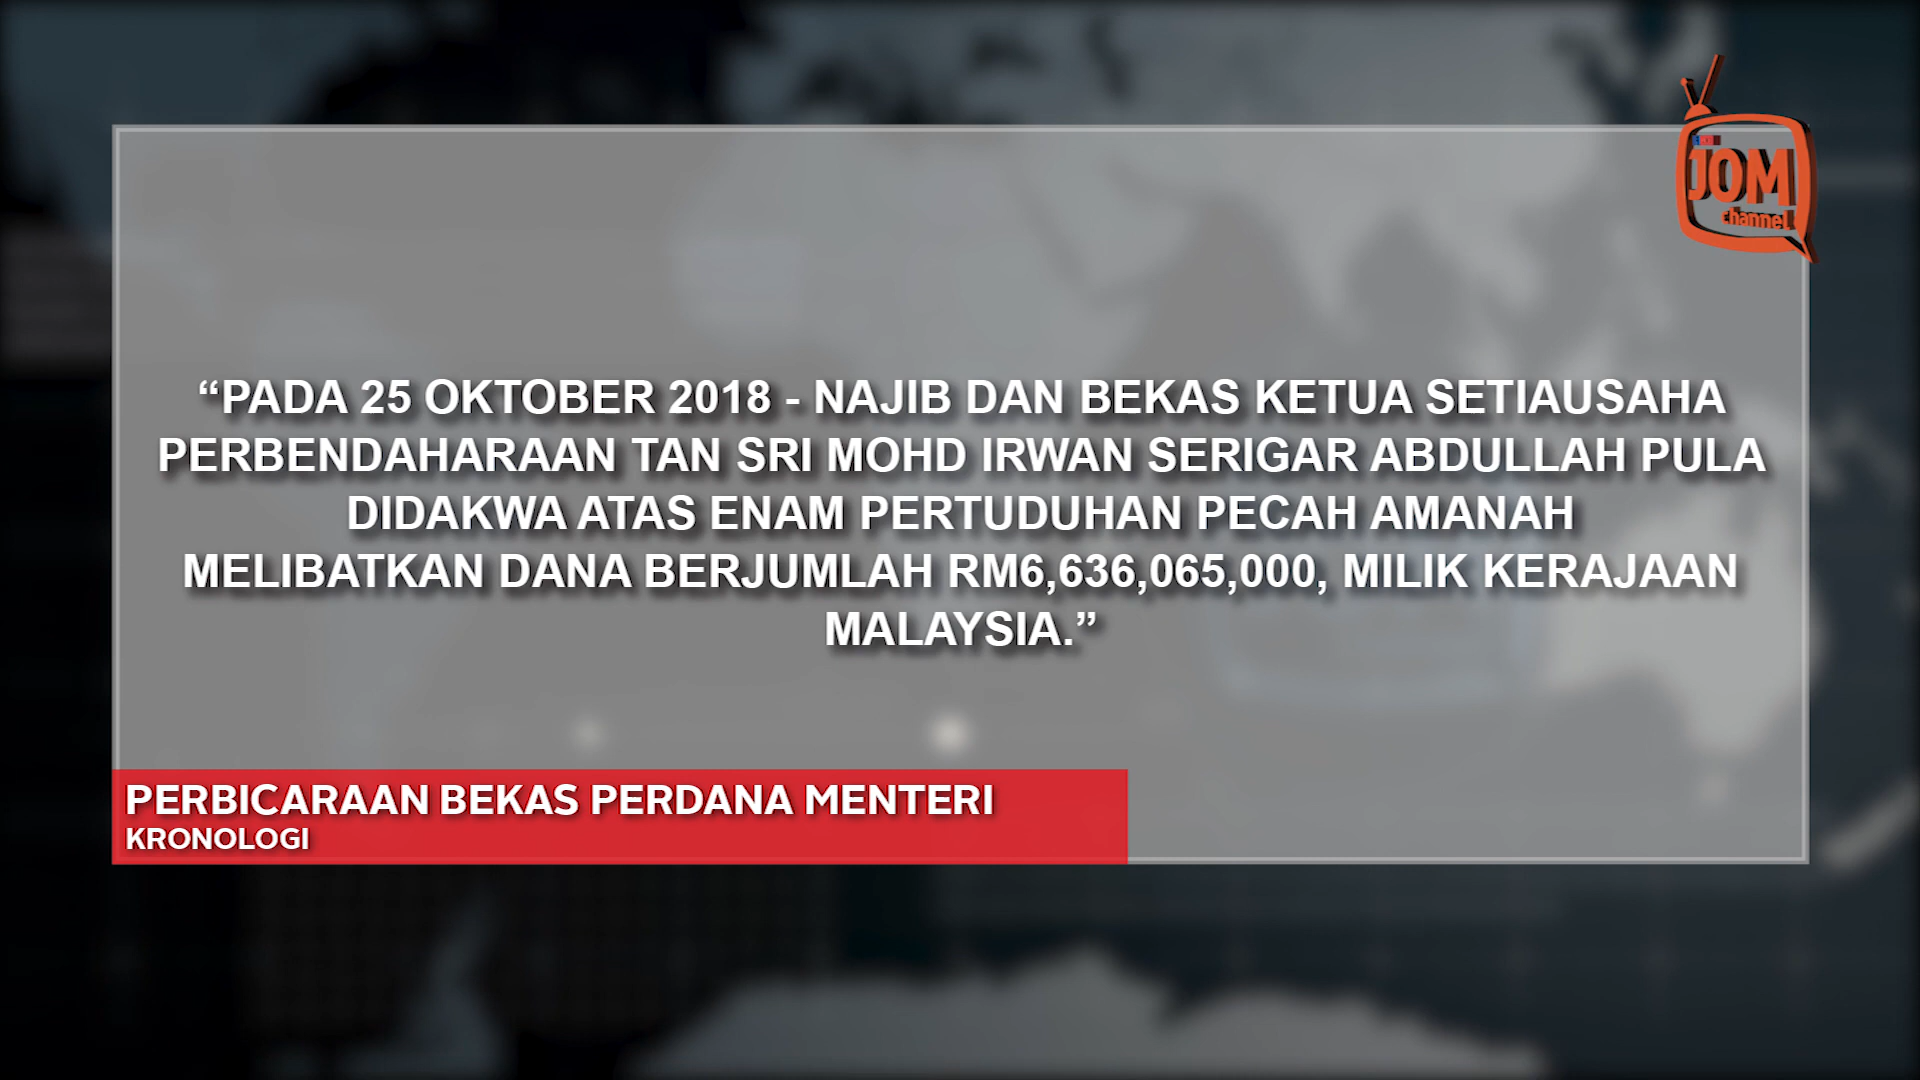 JOM
channel
“PADA 25 OKTOBER 2018 - NAJIB DAN BEKAS KETUA SETIAUSAHA
PERBENDAHARAAN TAN SRI MOHD IRWAN SERIGAR ABDULLAH PULA
DIDAKWA ATAS ENAM PERTUDUHAN PECAH AMANAH
MELIBATKAN DANA BERJUMLAH RM6,636,065,000, MILIK KERAJAAN
MALAYSIA.”
PERBICARAAN BEKAS PERDANA MENTERI
KRONOLOGI